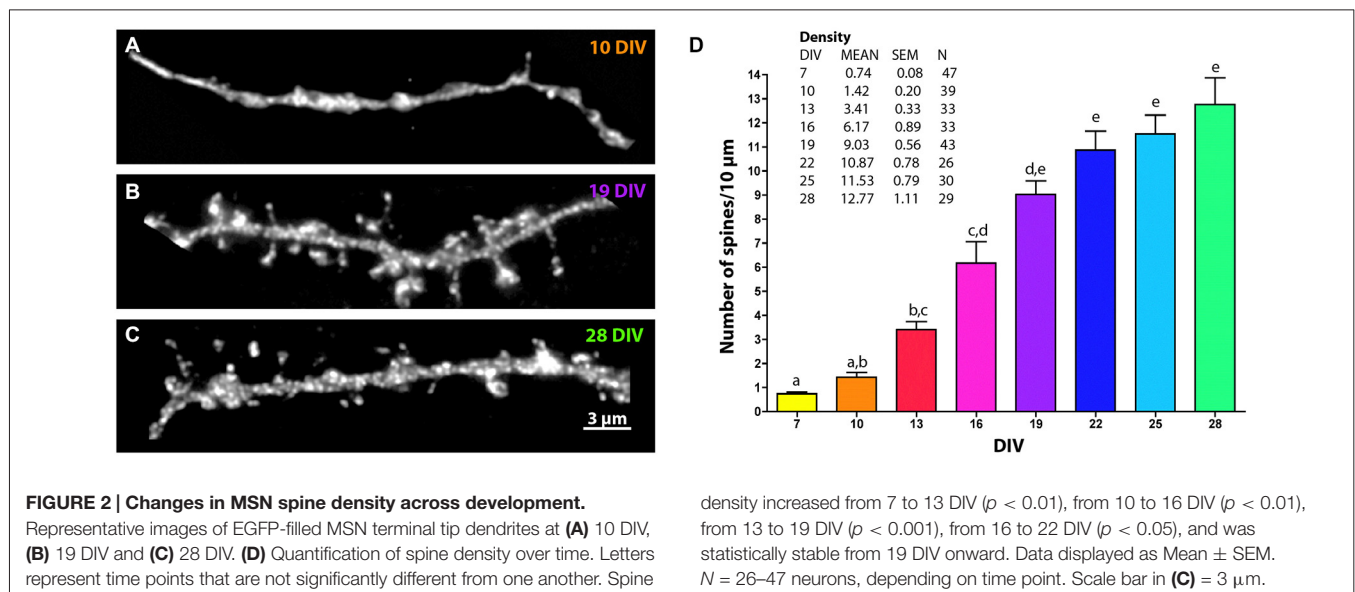 A
10 DIV
B
19 DIV
C
28 DIV
3 μm
D
Density
DIV MEAN SEM N
7 0.74 0.08 47
10 1.42 0.20 39
13 3.41 0.33 33
16 6.17 0.89 33
19 9.03 0.56 43
22 10.87 0.78 26
25 11.53 0.79 30
28 12.77 1.11 29
Number of spines/10 μm
14
13
12
11
10
9
8
7
6
5
4
3
2
1
0
a
a,b
b,c
c,d
d,e
e
e
e
7 10 13 16 19 22 25 28
DIV
FIGURE 2 | Changes in MSN spine density across development.
Representative images of EGFP-filled MSN terminal tip dendrites at (A) 10 DIV,
(B) 19 DIV and (C) 28 DIV. (D) Quantification of spine density over time. Letters
represent time points that are not significantly different from one another. Spine
density increased from 7 to 13 DIV (p < 0.01), from 10 to 16 DIV (p < 0.01),
from 13 to 19 DIV (p < 0.001), from 16 to 22 DIV (p < 0.05), and was
statistically stable from 19 DIV onward. Data displayed as Mean ± SEM.
N = 26–47 neurons, depending on time point. Scale bar in (C) = 3 μm.